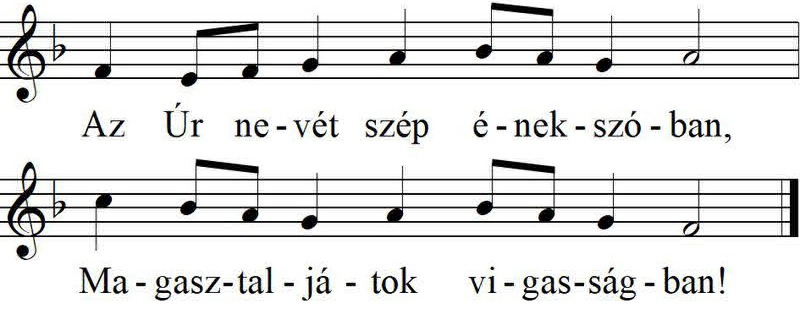 Az Úr ne - vét szép é - nek - szó - ban,
Ma - gasz - tal - já - tok vi - gas - ság - ban!